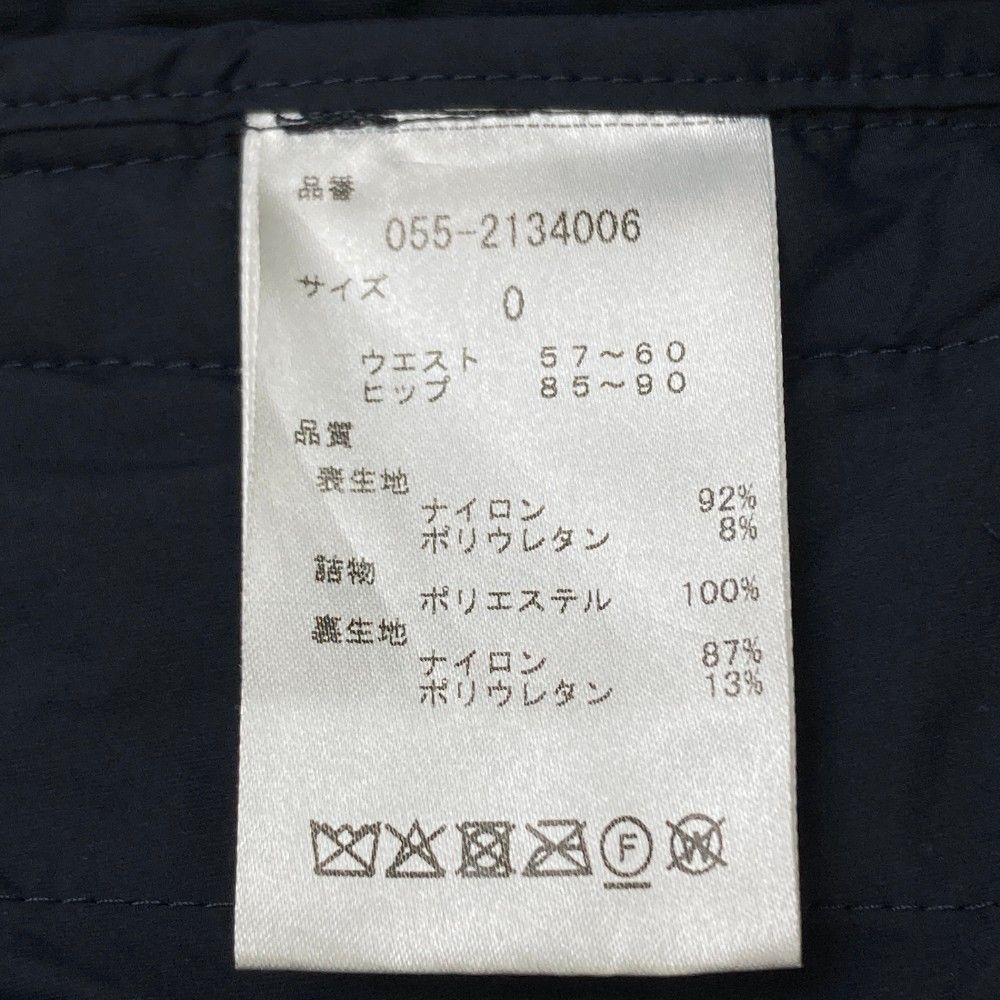 品番
055-2134006
サイズ 0
ウエスト 57～60
ヒップ 85～90
品質
表生地
ナイロン 92%
ポリウレタン 8%
詰物
ポリエステル 100%
裏生地
ナイロン 87%
ポリウレタン 13%
F W